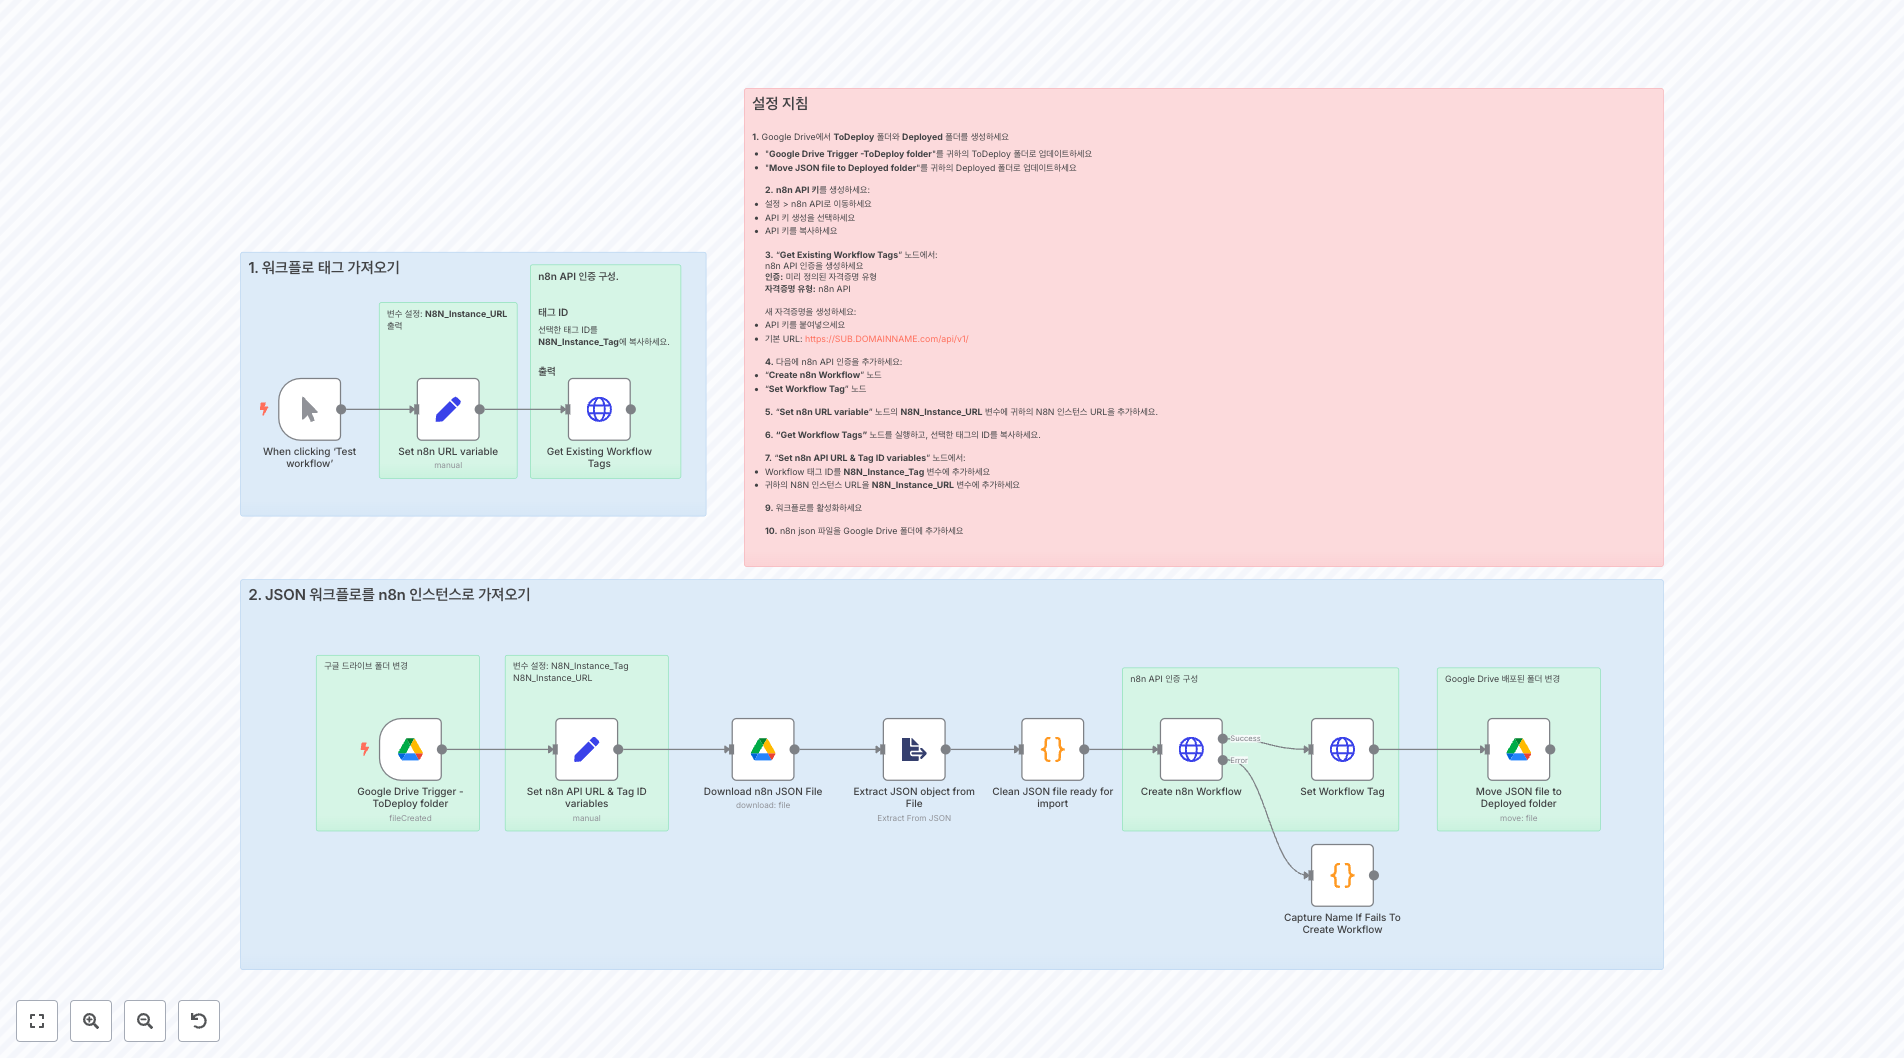 설정 지침
1. Google Drive에서 ToDeploy 폴더와 Deployed 폴더를 생성하세요
• "Google Drive Trigger -ToDeploy folder"를 귀하의 ToDeploy 폴더로 업데이트하세요
• "Move JSON file to Deployed folder"를 귀하의 Deployed 폴더로 업데이트하세요
2. n8n API 키를 생성하세요:
• 설정 > n8n API로 이동하세요
• API 키 생성을 선택하세요
• API 키를 복사하세요
3. “Get Existing Workflow Tags” 노드에서:
n8n API 인증을 생성하세요
인증: 미리 정의된 자격증명 유형
자격증명 유형: n8n API
새 자격증명을 생성하세요:
• API 키를 붙여넣으세요
• 기본 URL: https://SUB.DOMAINNAME.com/api/v1/
4. 다음에 n8n API 인증을 추가하세요:
• “Create n8n Workflow” 노드
• “Set Workflow Tag” 노드
5. “Set n8n URL variable” 노드의 N8N_Instance_URL 변수에 귀하의 N8N 인스턴스 URL을 추가하세요.
6. “Get Workflow Tags” 노드를 실행하고, 선택한 태그의 ID를 복사하세요.
7. “Set n8n API URL & Tag ID variables” 노드에서:
• Workflow 태그 ID를 N8N_Instance_Tag 변수에 추가하세요
• 귀하의 N8N 인스턴스 URL을 N8N_Instance_URL 변수에 추가하세요
9. 워크플로를 활성화하세요
10. n8n json 파일을 Google Drive 폴더에 추가하세요
1. 워크플로 태그 가져오기
변수 설정: N8N_Instance_URL
출력
n8n API 인증 구성.
태그 ID
선택한 태그 ID를
N8N_Instance_Tag에 복사하세요.
출력
When clicking ‘Test
workflow’
Set n8n URL variable
manual
Get Existing Workflow
Tags
2. JSON 워크플로를 n8n 인스턴스로 가져오기
구글 드라이브 폴더 변경
변수 설정: N8N_Instance_Tag
N8N_Instance_URL
n8n API 인증 구성
Google Drive 배포된 폴더 변경
Success
Error
Google Drive Trigger -
ToDeploy folder
fileCreated
Set n8n API URL & Tag ID
variables
manual
Download n8n JSON File
download: file
Extract JSON object from
File
Extract From JSON
Clean JSON file ready for
import
Create n8n Workflow
Set Workflow Tag
Move JSON file to
Deployed folder
move: file
Capture Name If Fails To
Create Workflow